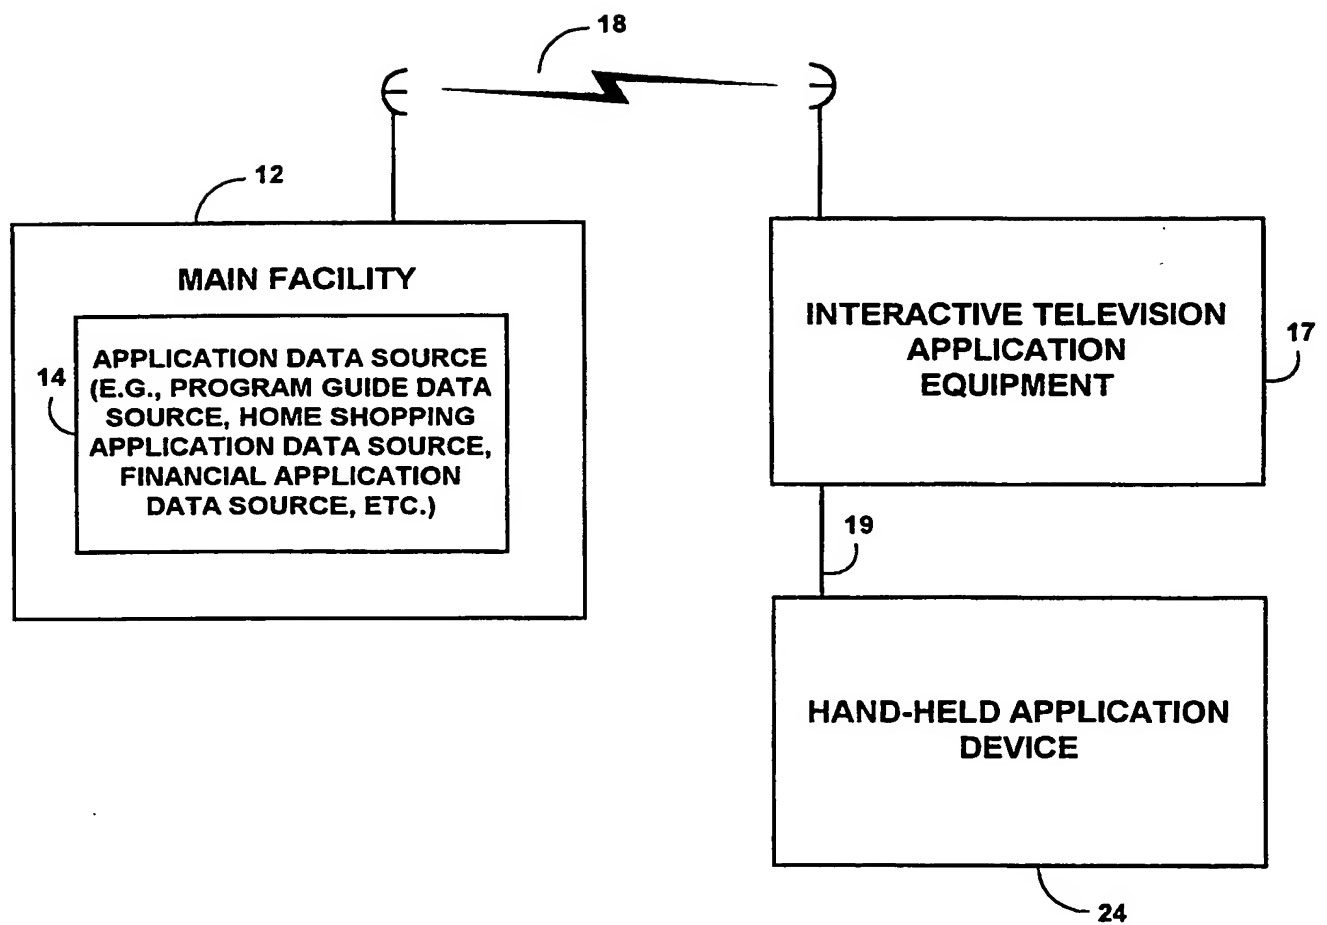 18
12
MAIN FACILITY
14
APPLICATION DATA SOURCE
(E.G., PROGRAM GUIDE DATA
SOURCE, HOME SHOPPING
APPLICATION DATA SOURCE,
FINANCIAL APPLICATION
DATA SOURCE, ETC.)
INTERACTIVE TELEVISION
APPLICATION
EQUIPMENT
17
19
HAND-HELD APPLICATION
DEVICE
24